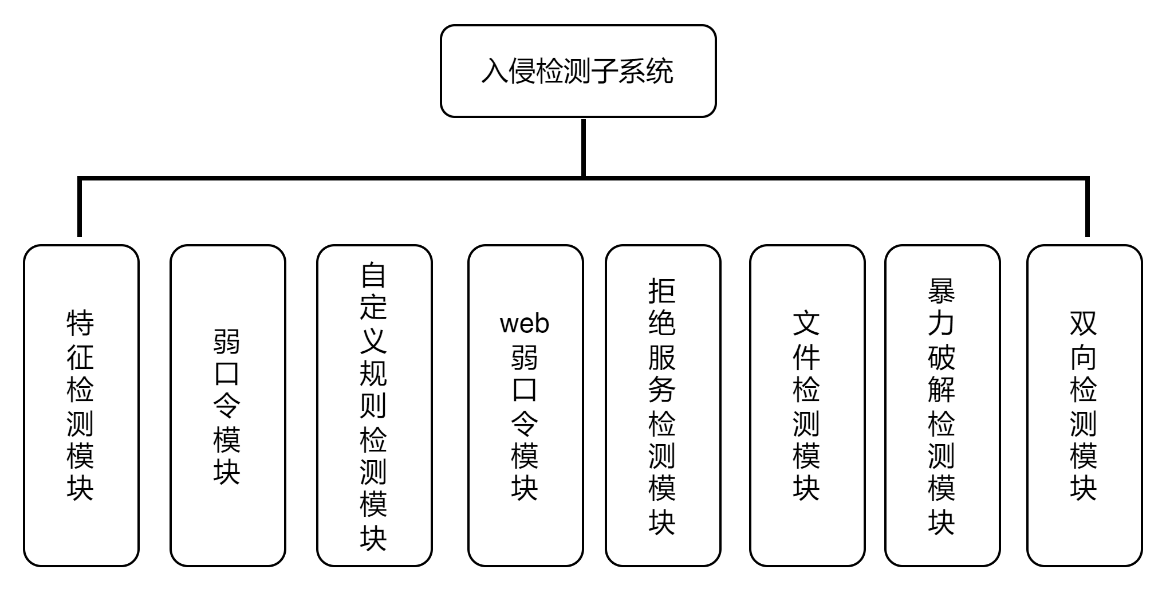 入侵检测子系统
特征检测模块
弱口令模块
自定义规则检测模块
web弱口令模块
拒绝服务检测模块
文件检测模块
暴力破解检测模块
双向检测模块